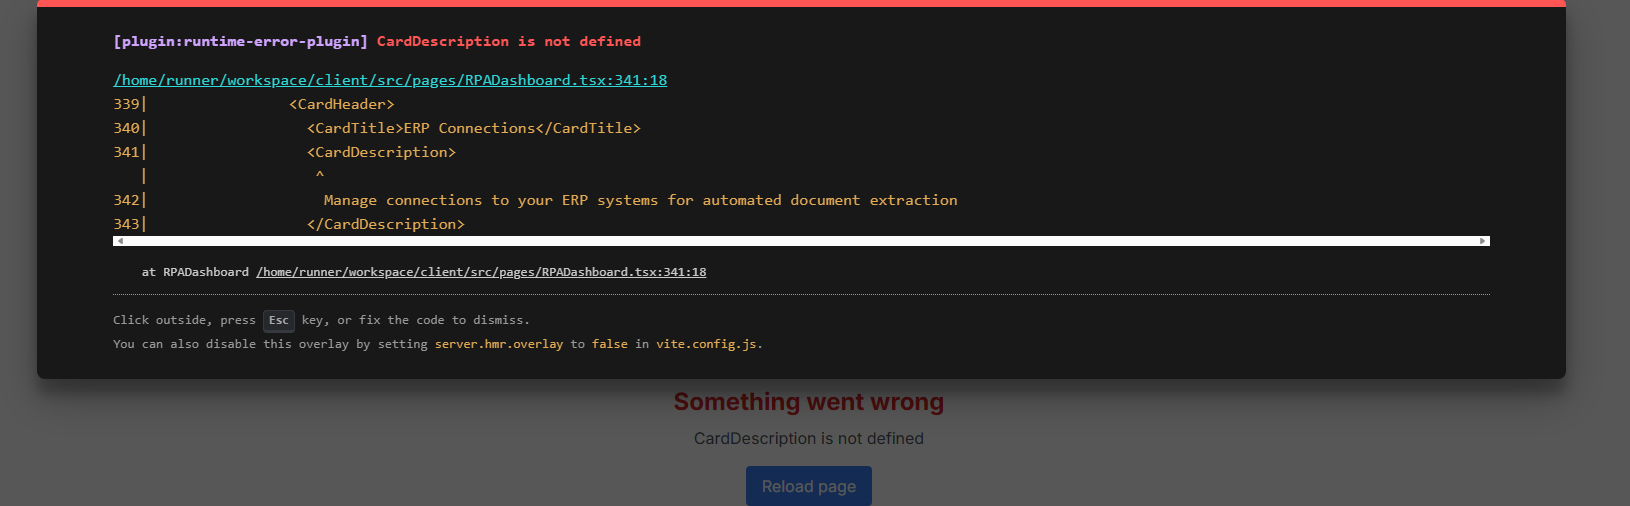 [plugin:runtime-error-plugin] CardDescription is not defined
/home/runner/workspace/client/src/pages/RPADashboard.tsx:341:18
339|                <CardHeader>
340|                  <CardTitle>ERP Connections</CardTitle>
341|                  <CardDescription>
   |                   ^
342|                    Manage connections to your ERP systems for automated document extraction
343|                  </CardDescription>
at RPADashboard /home/runner/workspace/client/src/pages/RPADashboard.tsx:341:18
Click outside, press Esc key, or fix the code to dismiss.
You can also disable this overlay by setting server.hmr.overlay to false in vite.config.js.
Something went wrong
CardDescription is not defined
Reload page